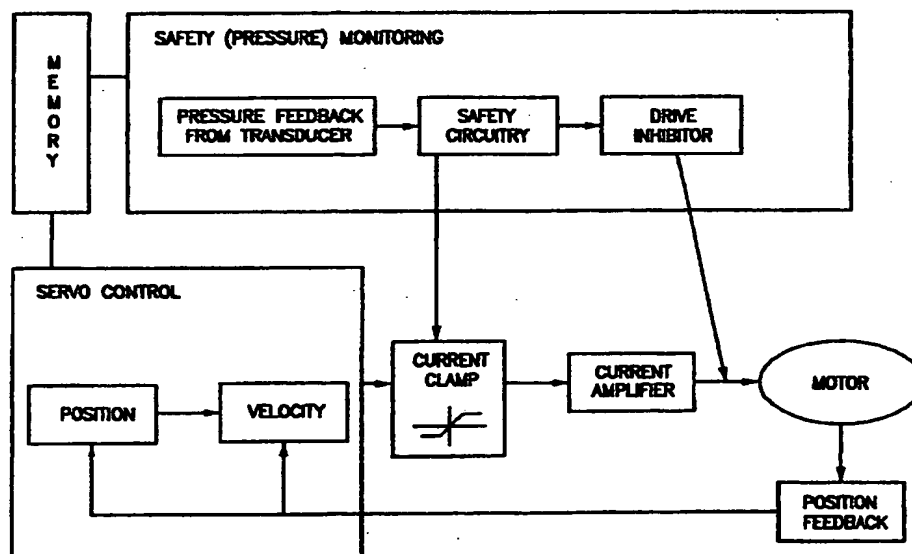 MEMORY
SAFETY (PRESSURE) MONITORING
PRESSURE FEEDBACK
FROM TRANSDUCER
SAFETY
CIRCUITRY
DRIVE
INHIBITOR
SERVO CONTROL
POSITION
VELOCITY
CURRENT
CLAMP
CURRENT
AMPLIFIER
MOTOR
POSITION
FEEDBACK